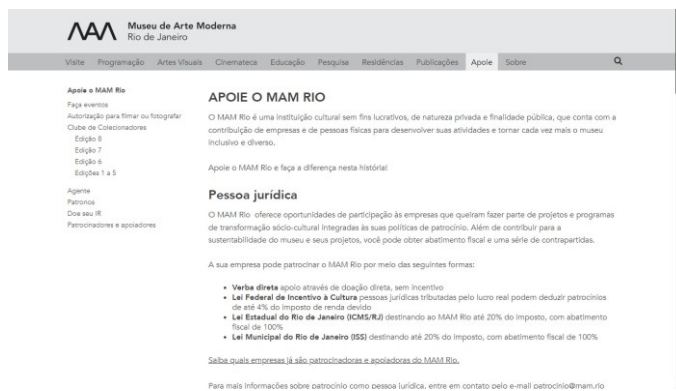 Museu de Arte Moderna
Rio de Janeiro
Visite Programação Artes Visuais Cinemateca Educação Pesquisa Residências Publicações Apoie Sobre
Apoie o MAM Rio
Faça eventos
Autorização para filmar ou fotografar
Clube de Colecionadores
Edição 8
Edição 7
Edição 6
Edições 1 a 5
Agente
Patronos
Doe seu IR
Patrocinadores e apoiadores
APOIE O MAM RIO
O MAM Rio é uma instituição cultural sem fins lucrativos, de natureza privada e finalidade pública, que conta com a
contribuição de empresas e de pessoas físicas para desenvolver suas atividades e tornar cada vez mais o museu
inclusivo e diverso.
Apoie o MAM Rio e faça a diferença nesta história!
Pessoa jurídica
O MAM Rio oferece oportunidades de participação às empresas que queiram fazer parte de projetos e programas
de transformação sócio-cultural integradas às suas políticas de patrocínio. Além de contribuir para a
sustentabilidade do museu e seus projetos, você pode obter abatimento fiscal e uma série de contrapartidas.
A sua empresa pode patrocinar o MAM Rio por meio das seguintes formas:
• Verba direta apoio através de doação direta, sem incentivo
• Lei Federal de Incentivo à Cultura pessoas jurídicas tributadas pelo lucro real podem deduzir patrocínios
de até 4% do imposto de renda devido
• Lei Estadual do Rio de Janeiro (ICMS/RJ) destinando ao MAM Rio até 20% do imposto, com abatimento
fiscal de 100%
• Lei Municipal do Rio de Janeiro (ISS) destinando até 20% do imposto, com abatimento fiscal de 100%
Saiba quais empresas já são patrocinadoras e apoiadoras do MAM Rio.
Para mais informações sobre patrocínio como pessoa jurídica, entre em contato pelo e-mail patrocinio@mam.rio